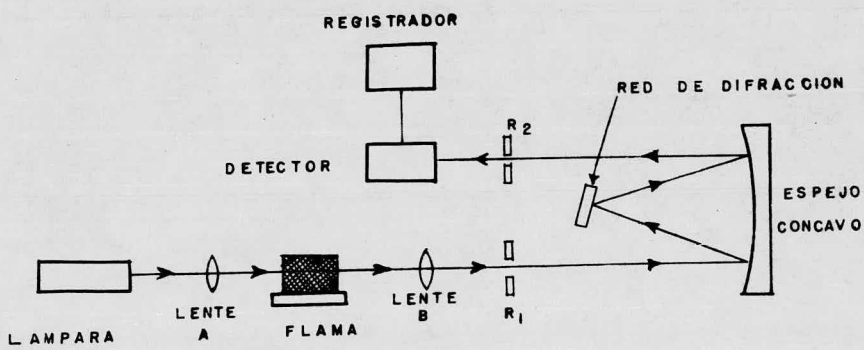 REGISTRADOR
RED DE DIFRACCION
R2
DETECTOR
ESPEJO
CONCAVO
LENTE
A
FLAMA
LENTE
B
R1
LAMPARA